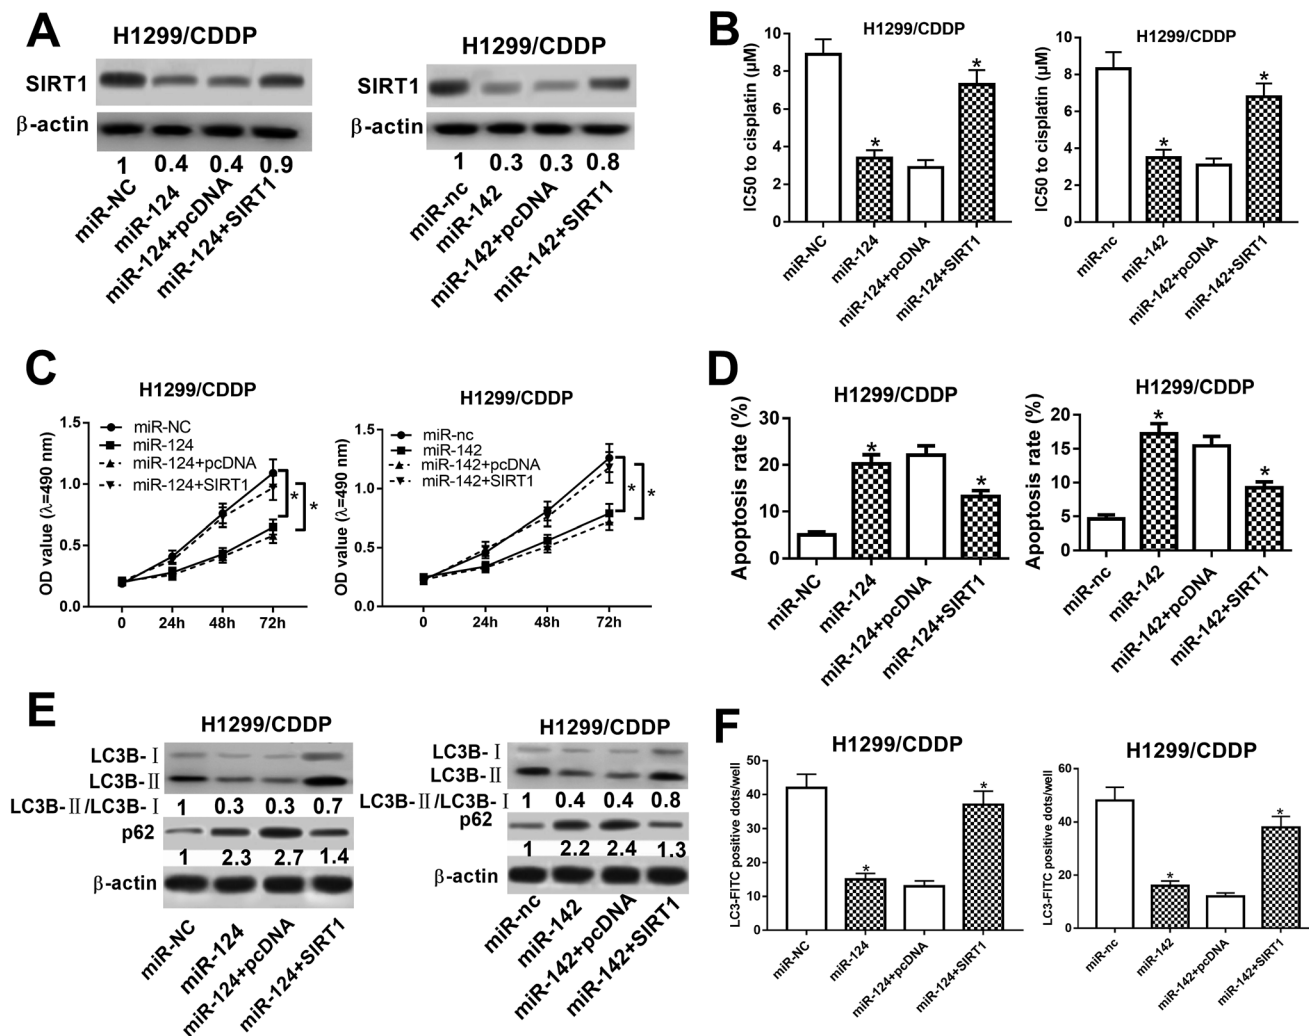 A
H1299/CDDP
SIRT1
β-actin
1 0.4 0.4 0.9
miR-NC
miR-124
miR-124+pcDNA
miR-124+SIRT1
H1299/CDDP
SIRT1
β-actin
1 0.3 0.3 0.8
miR-nc
miR-142
miR-142+pcDNA
miR-142+SIRT1
B
H1299/CDDP
IC50 to cisplatin (μM)
10
8
6
4
2
0
* *
miR-NC
miR-124
miR-124+pcDNA
miR-124+SIRT1
H1299/CDDP
IC50 to cisplatin (μM)
10
8
6
4
2
0
* *
miR-nc
miR-142
miR-142+pcDNA
miR-142+SIRT1
C
H1299/CDDP
OD value (λ=490 nm)
1.5
1.0
0.5
0.0
miR-NC
miR-124
miR-124+pcDNA
miR-124+SIRT1
* *
0 24h 48h 72h
H1299/CDDP
OD value (λ=490 nm)
1.5
1.0
0.5
0.0
miR-nc
miR-142
miR-142+pcDNA
miR-142+SIRT1
* *
0 24h 48h 72h
D
H1299/CDDP
Apoptosis rate (%)
30
20
10
0
* *
miR-NC
miR-124
miR-124+pcDNA
miR-124+SIRT1
H1299/CDDP
Apoptosis rate (%)
20
15
10
5
0
* *
miR-nc
miR-142
miR-142+pcDNA
miR-142+SIRT1
E
H1299/CDDP
LC3B-Ⅰ
LC3B-Ⅱ
LC3B-Ⅱ/LC3B-Ⅰ 1 0.3 0.3 0.7
p62
1 2.3 2.7 1.4
β-actin
miR-NC
miR-124
miR-124+pcDNA
miR-124+SIRT1
H1299/CDDP
LC3B-Ⅰ
LC3B-Ⅱ
LC3B-Ⅱ/LC3B-Ⅰ 1 0.4 0.4 0.8
p62
1 2.2 2.4 1.3
β-actin
miR-nc
miR-142
miR-142+pcDNA
miR-142+SIRT1
F
H1299/CDDP
LC3-FITC positive dots/well
50
40
30
20
10
0
* *
miR-NC
miR-124
miR-124+pcDNA
miR-124+SIRT1
H1299/CDDP
LC3-FITC positive dots/well
60
40
20
0
* *
miR-nc
miR-142
miR-142+pcDNA
miR-142+SIRT1